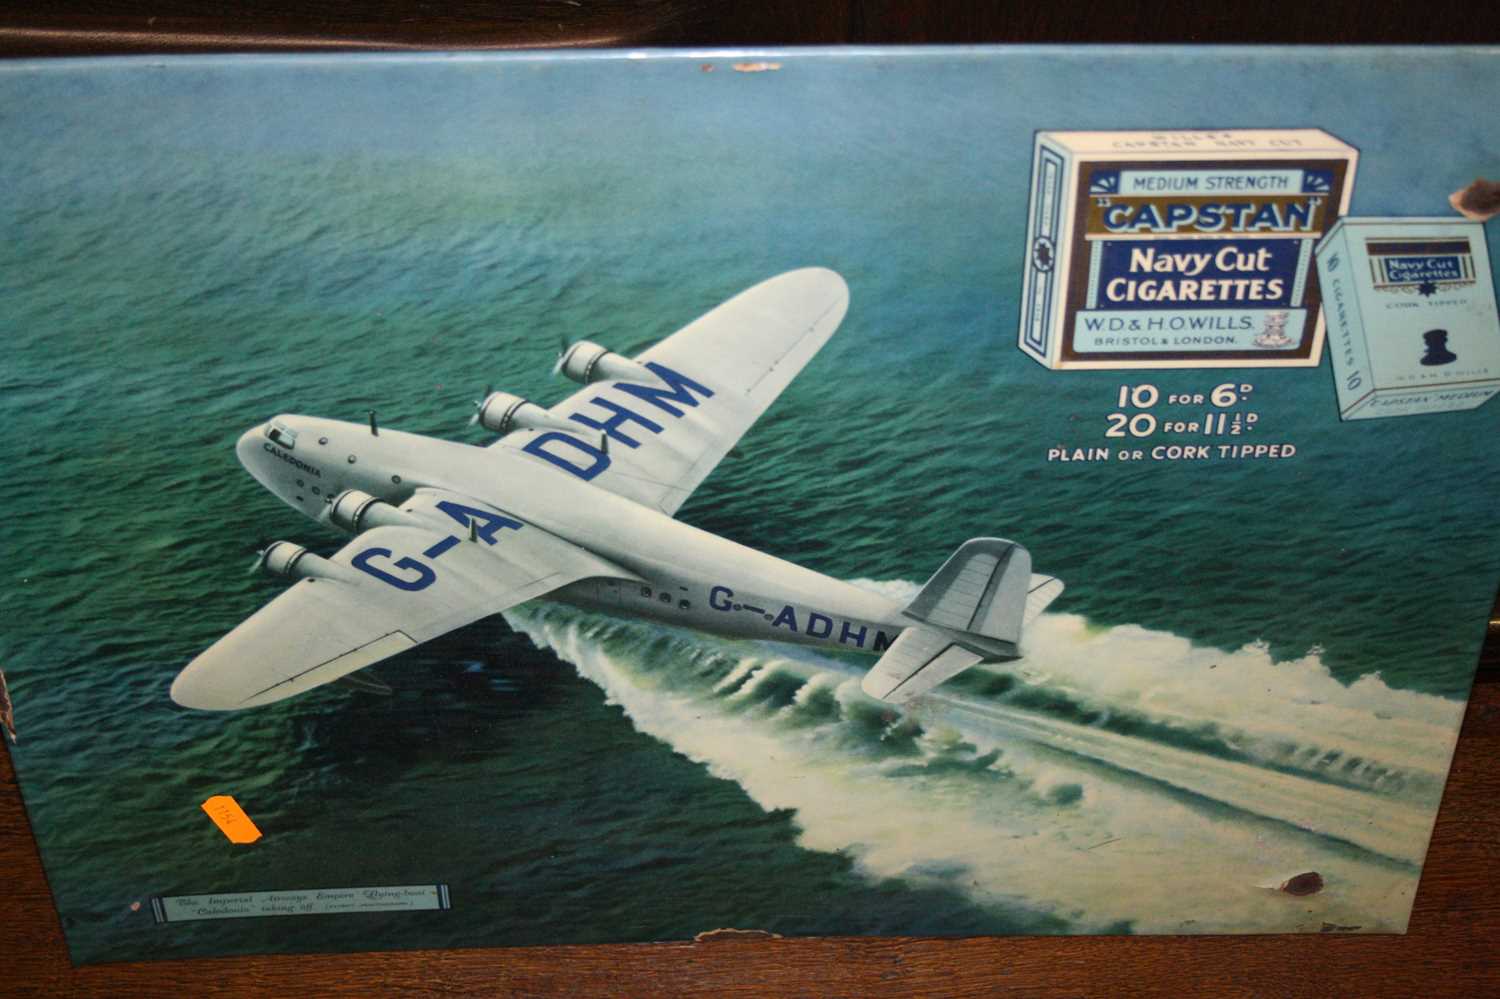 WILLS'S
CAPSTAN NAVY CUT
MEDIUM STRENGTH
"CAPSTAN"
Navy Cut
CIGARETTES
W.D. & H.O. WILLS.
BRISTOL & LONDON.
Navy Cut
Cigarettes
CORK TIPPED
10 CIGARETTES 10
W.D. & H.O. WILLS
CAPSTAN MEDIUM
10 FOR 6D.
20 FOR 11½D.
PLAIN OR CORK TIPPED
CALEDONIA
G-ADHM
G-ADHM
1154
The Imperial Airways Empire Flying-boat
"Caledonia" taking off.